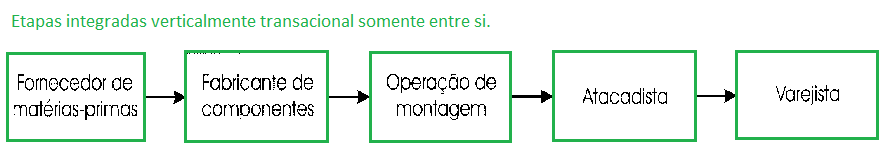 Etapas integradas verticalmente transacional somente entre si.
Fornecedor de
matérias-primas
Fabricante de
componentes
Operação de
montagem
Atacadista
Varejista